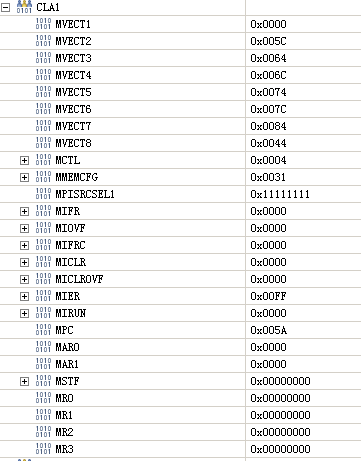 CLA1
MVECT1 0x0000
MVECT2 0x005C
MVECT3 0x0064
MVECT4 0x006C
MVECT5 0x0074
MVECT6 0x007C
MVECT7 0x0084
MVECT8 0x0044
MCTL 0x0004
MMEMCFG 0x0031
MPISRCSEL1 0x11111111
MIFR 0x0000
MIOVF 0x0000
MIFRC 0x0000
MICLR 0x0000
MICLROVF 0x0000
MIER 0x00FF
MIRUN 0x0000
MPC 0x005A
MAR0 0x0000
MAR1 0x0000
MSTF 0x00000000
MR0 0x00000000
MR1 0x00000000
MR2 0x00000000
MR3 0x00000000